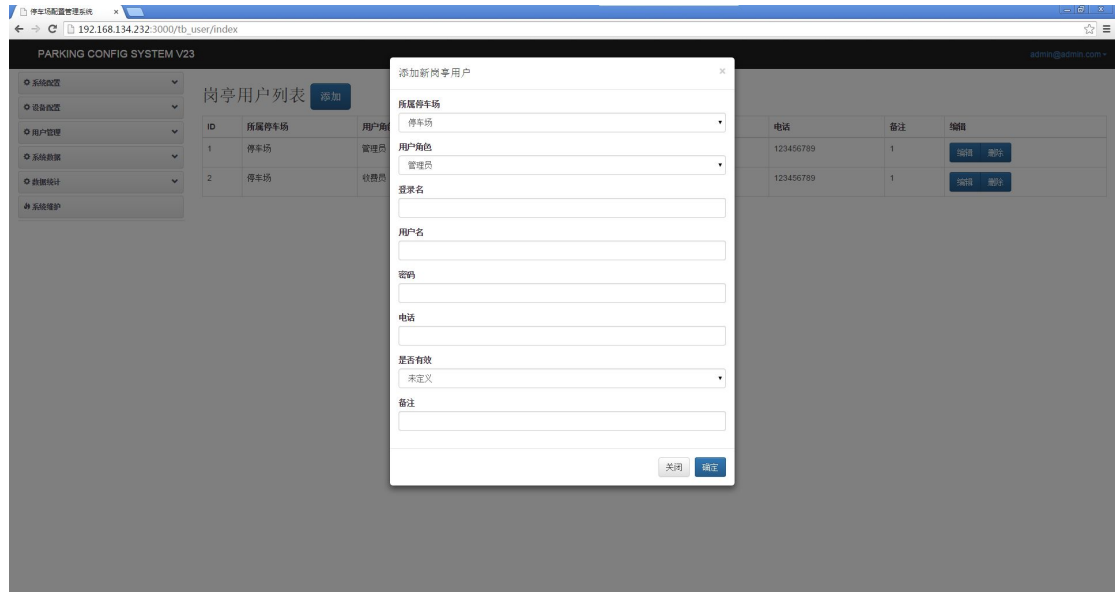 停车场配置管理系统
192.168.134.232:3000/tb_user/index
PARKING CONFIG SYSTEM V23
admin@admin.com
系统配置
设备配置
用户管理
系统数据
数据统计
系统维护
岗亭用户列表 添加
ID 所属停车场 用户角 电话 备注 编辑
1 停车场 管理员 123456789 1 编辑 删除
2 停车场 收费员 123456789 1 编辑 删除
添加新岗亭用户 ×
所属停车场
停车场
用户角色
管理员
登录名
用户名
密码
电话
是否有效
未定义
备注
关闭 确定